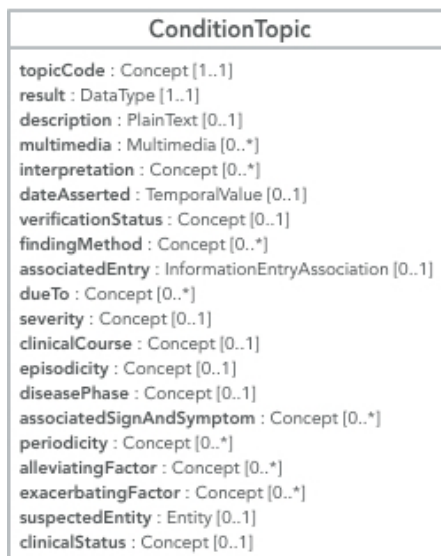 ConditionTopic
topicCode : Concept [1..1]
result : DataType [1..1]
description : PlainText [0..1]
multimedia : Multimedia [0..*]
interpretation : Concept [0..*]
dateAsserted : TemporalValue [0..1]
verificationStatus : Concept [0..1]
findingMethod : Concept [0..*]
associatedEntry : InformationEntryAssociation [0..1]
dueTo : Concept [0..*]
severity : Concept [0..1]
clinicalCourse : Concept [0..1]
episodicity : Concept [0..1]
diseasePhase : Concept [0..1]
associatedSignAndSymptom : Concept [0..*]
periodicity : Concept [0..*]
alleviatingFactor : Concept [0..*]
exacerbatingFactor : Concept [0..*]
suspectedEntity : Entity [0..1]
clinicalStatus : Concept [0..1]